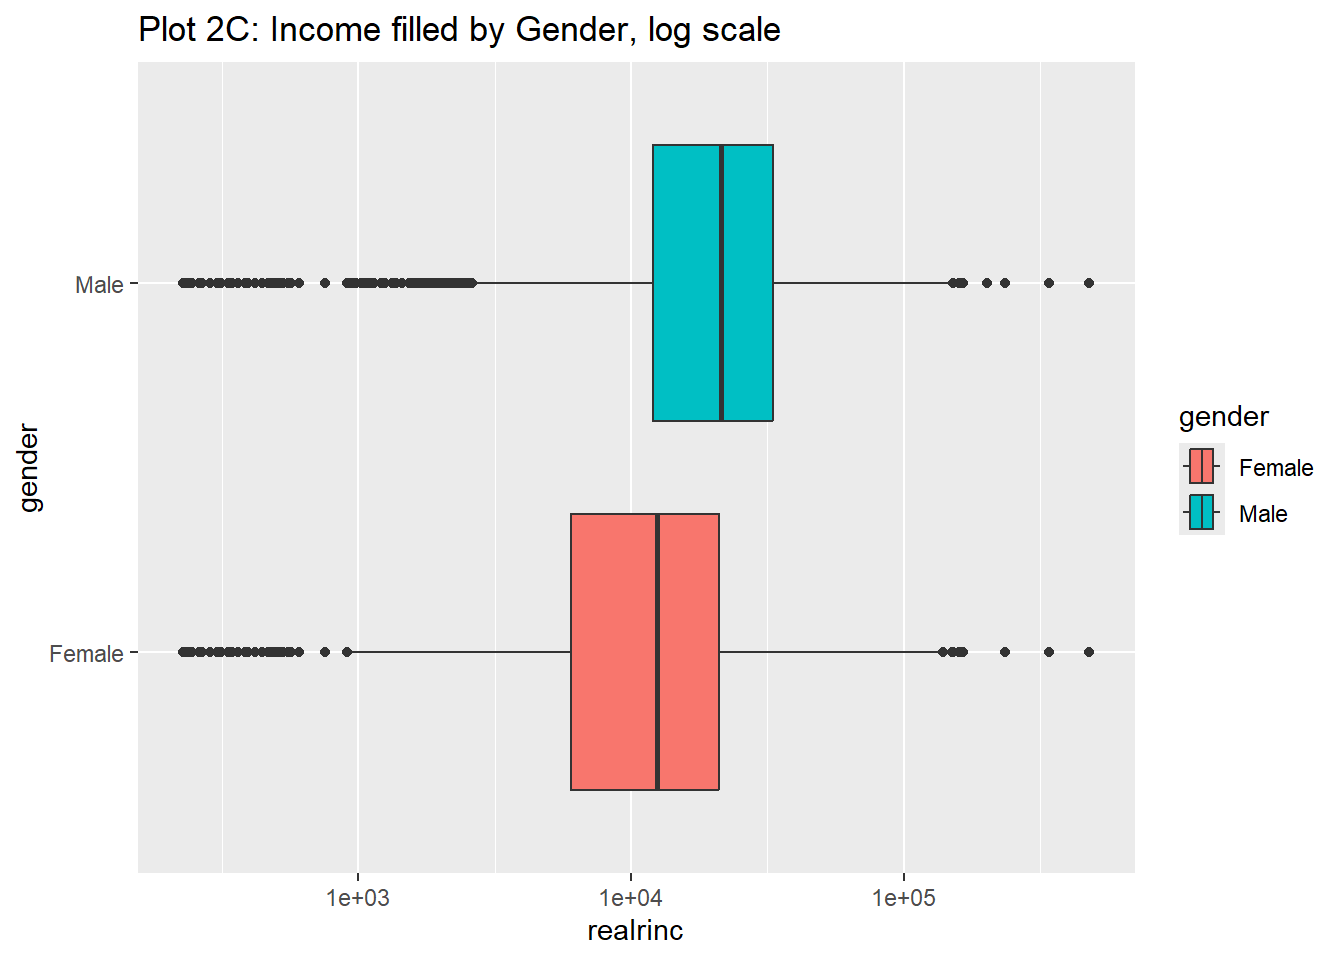 Plot 2C: Income filled by Gender, log scale
Male
Female
gender
1e+03
1e+04
1e+05
realrinc
gender
Female
Male